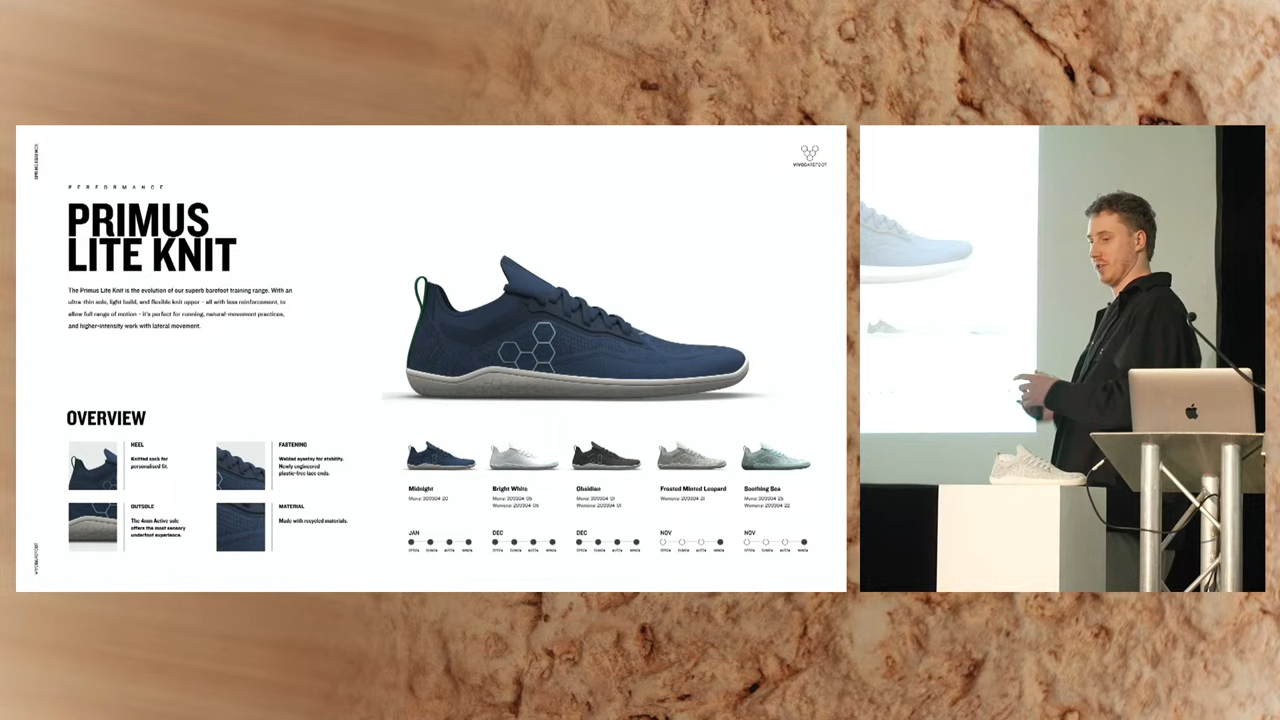 PERFORMANCE
VIVOBAREFOOT
PRIMUS
LITE KNIT
The Primus Lite Knit is the evolution of our superb barefoot training range. With an
ultra-thin sole, light build, and flexible knit upper - all with less reinforcement, to
allow full range of motion - it's perfect for running, natural-movement practices,
and higher-intensity work with lateral movement.
OVERVIEW
HEEL
Knitted sock for
personalised fit.
FASTENING
Welded eyestay for stability.
Newly engineered
plastic-free lace ends.
OUTSOLE
The 4mm Active sole
offers the most sensory
underfoot experience.
MATERIAL
Made with recycled materials.
Midnight
Bright White
Obsidian
Frosted Minted Leopard
Soothing Sea
JAN
DEC
DEC
NOV
NOV
VIVOBAREFOOT